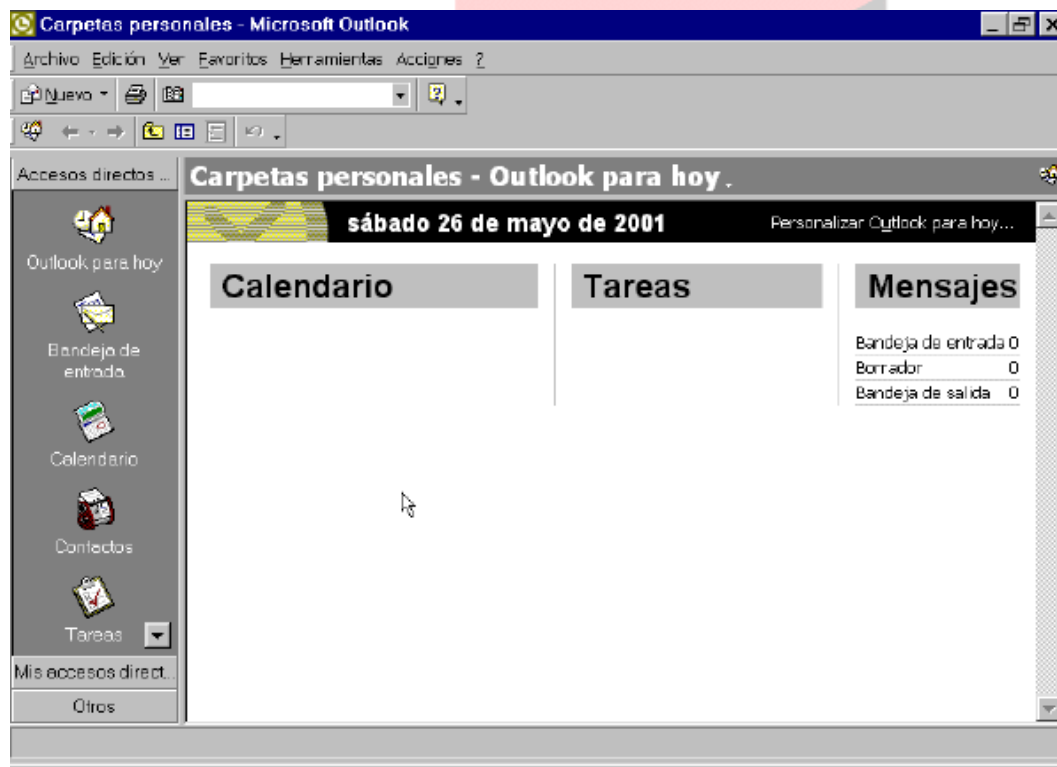 Carpetas personales - Microsoft Outlook
Archivo Edición Ver Favoritos Herramientas Acciones ?
Nuevo
Accesos directos ...
Carpetas personales - Outlook para hoy .
sábado 26 de mayo de 2001
Personalizar Outlook para hoy...
Outlook para hoy
Bandeja de
entrada
Calendario
Contactos
Tareas
Mis accesos direct...
Otros
Calendario
Tareas
Mensajes
Bandeja de entrada 0
Borrador 0
Bandeja de salida 0